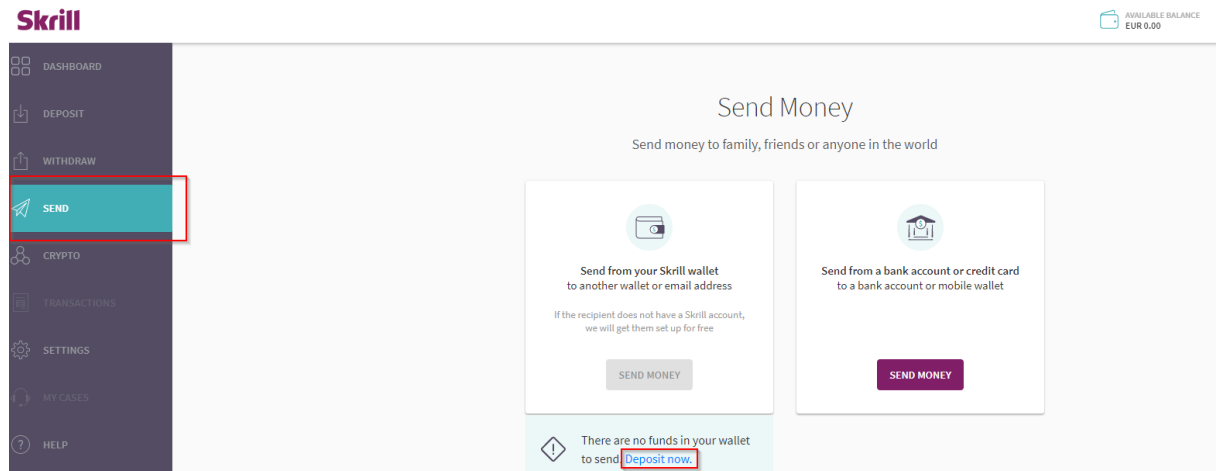 Skrill
AVAILABLE BALANCE
EUR 0.00
DASHBOARD
DEPOSIT
WITHDRAW
SEND
CRYPTO
TRANSACTIONS
SETTINGS
MY CASES
HELP
Send Money
Send money to family, friends or anyone in the world
Send from your Skrill wallet
to another wallet or email address
If the recipient does not have a Skrill account,
we will get them set up for free
SEND MONEY
There are no funds in your wallet
to send. Deposit now.
Send from a bank account or credit card
to a bank account or mobile wallet
SEND MONEY